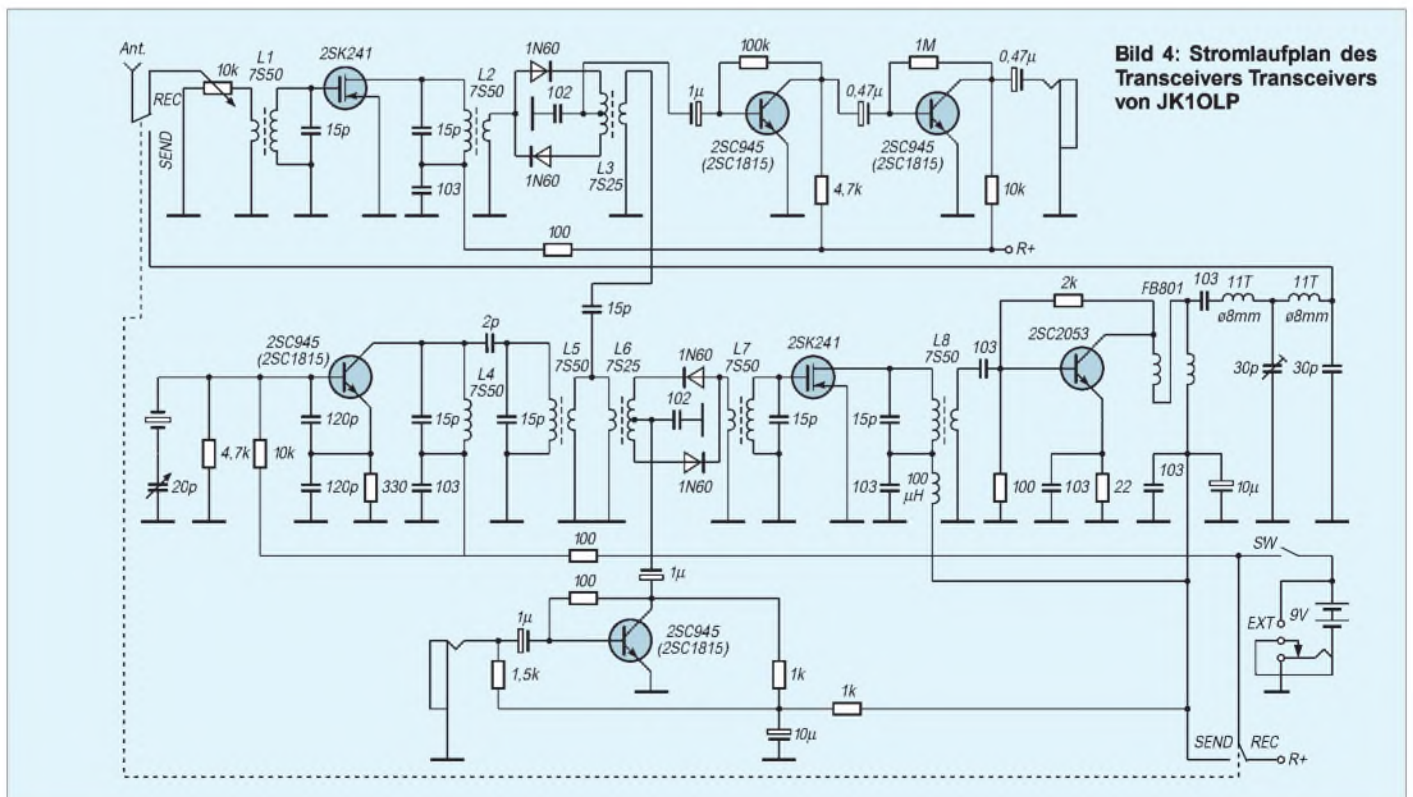 Bild 4: Stromlaufplan des
Transceivers Transceivers
von JK1OLP
Ant.
REC
SEND
10k
L1
7S50
15p
2SK241
15p
103
L2
7S50
1N60
102
1N60
L3
7S25
100
1µ
100k
2SC945
(2SC1815)
4,7k
0,47µ
1M
2SC945
(2SC1815)
10k
0,47µ
R+
20p
4,7k
10k
2SC945
(2SC1815)
120p
120p
330
15p
103
L4
7S50
2p
15p
L5
7S50
15p
L6
7S25
1N60
102
1N60
L7
7S50
15p
2SK241
15p
103
100
µH
L8
7S50
103
2k
2SC2053
100
103
22
FB801
103
11T
ø8mm
11T
ø8mm
30p
30p
103
10µ
100
100
1µ
1µ
2SC945
(2SC1815)
1,5k
1k
10µ
1k
SW
9V
EXT
SEND
REC
R+